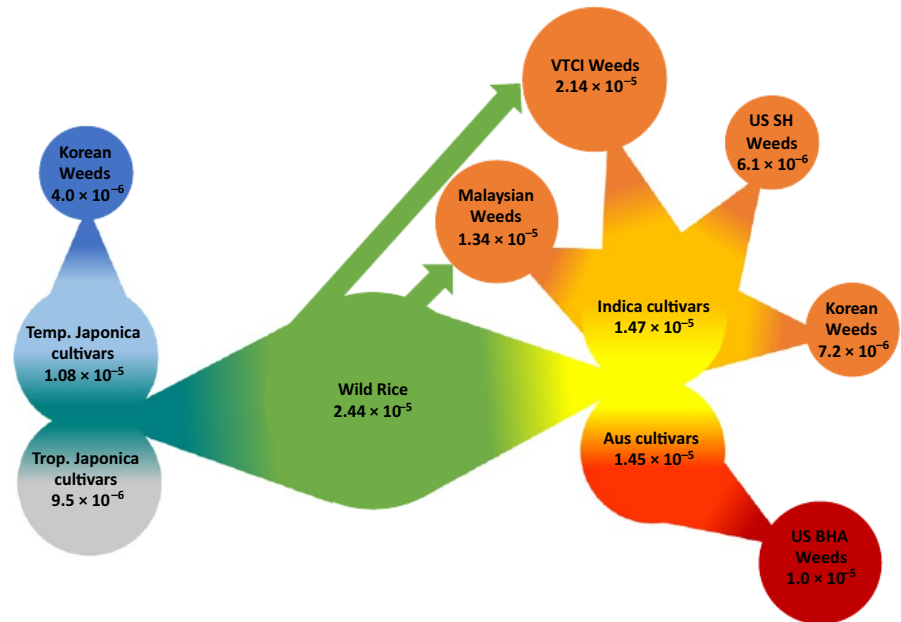 VTCI Weeds
2.14 × 10⁻⁵
US SH
Weeds
6.1 × 10⁻⁶
Korean
Weeds
4.0 × 10⁻⁶
Malaysian
Weeds
1.34 × 10⁻⁵
Indica cultivars
1.47 × 10⁻⁵
Korean
Weeds
7.2 × 10⁻⁶
Temp. Japonica
cultivars
1.08 × 10⁻⁵
Wild Rice
2.44 × 10⁻⁵
Aus cultivars
1.45 × 10⁻⁵
Trop. Japonica
cultivars
9.5 × 10⁻⁶
US BHA
Weeds
1.0 × 10⁻⁵